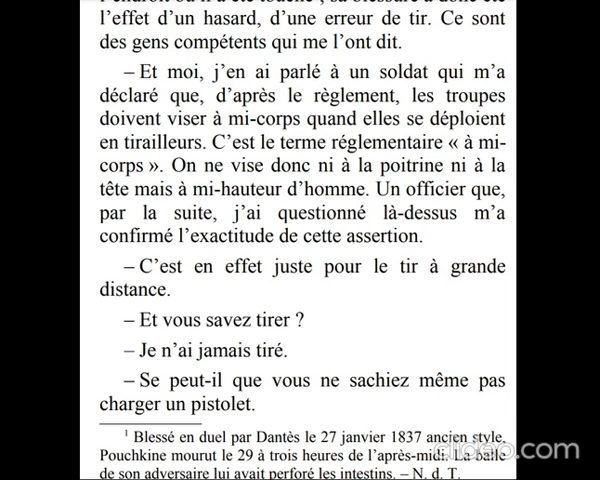 l'effet d'un hasard, d'une erreur de tir. Ce sont
des gens compétents qui me l'ont dit.
– Et moi, j'en ai parlé à un soldat qui m'a
déclaré que, d'après le règlement, les troupes
doivent viser à mi-corps quand elles se déploient
en tirailleurs. C'est le terme réglementaire « à mi-
corps ». On ne vise donc ni à la poitrine ni à la
tête mais à mi-hauteur d'homme. Un officier que,
par la suite, j'ai questionné là-dessus m'a
confirmé l'exactitude de cette assertion.
– C'est en effet juste pour le tir à grande
distance.
– Et vous savez tirer ?
– Je n'ai jamais tiré.
– Se peut-il que vous ne sachiez même pas
charger un pistolet.
1 Blessé en duel par Dantès le 27 janvier 1837 ancien style.
Pouchkine mourut le 29 à trois heures de l'après-midi. La balle
de son adversaire lui avait perforé les intestins. – N. d. T.
clideo.com